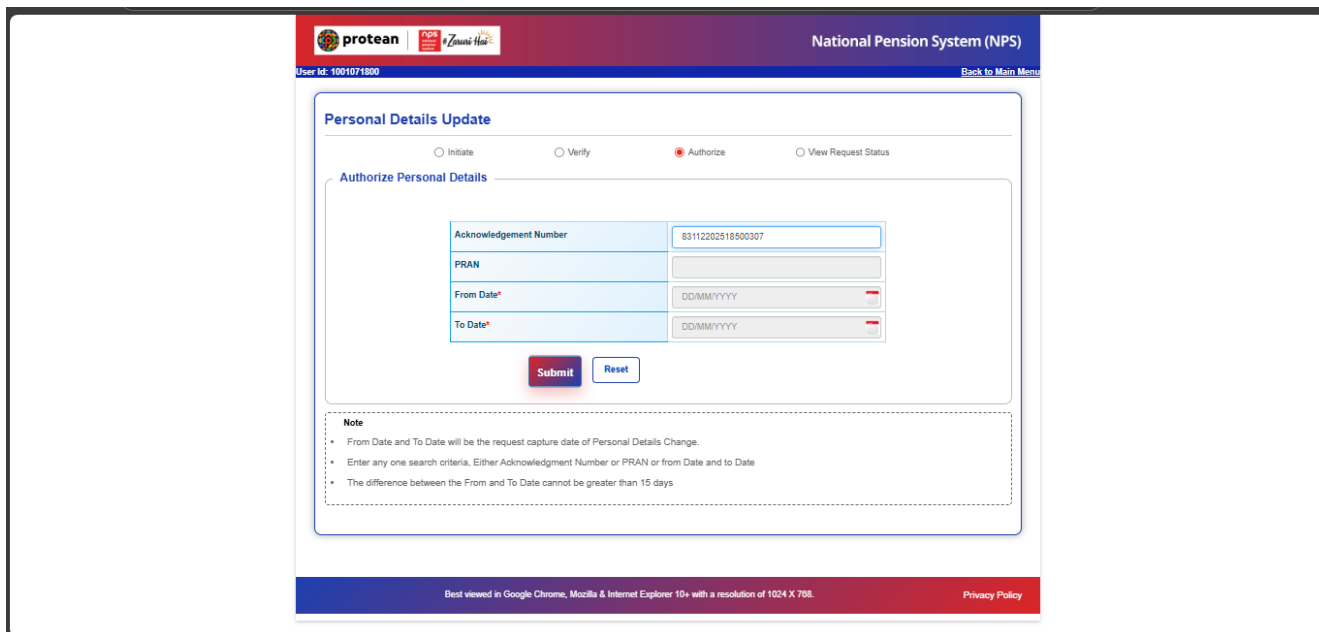 protean nps #Zaruri Hai National Pension System (NPS)
User Id: 1001071800 Back to Main Menu
Personal Details Update
Initiate Verify Authorize View Request Status
Authorize Personal Details
Acknowledgement Number 83112202518500307
PRAN
From Date* DD/MM/YYYY
To Date* DD/MM/YYYY
Submit Reset
Note
• From Date and To Date will be the request capture date of Personal Details Change.
• Enter any one search criteria, Either Acknowledgment Number or PRAN or from Date and to Date
• The difference between the From and To Date cannot be greater than 15 days
Best viewed in Google Chrome, Mozilla & Internet Explorer 10+ with a resolution of 1024 X 768. Privacy Policy